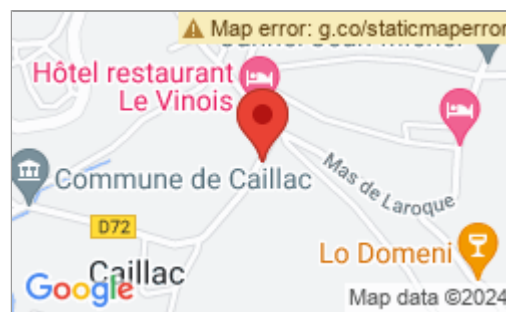 Map error: g.co/staticmaperror
Hôtel restaurant
Le Vinois
Commune de Caillac
Mas de Laroque
D72
Lo Domeni
Caillac
Google
Map data ©2024